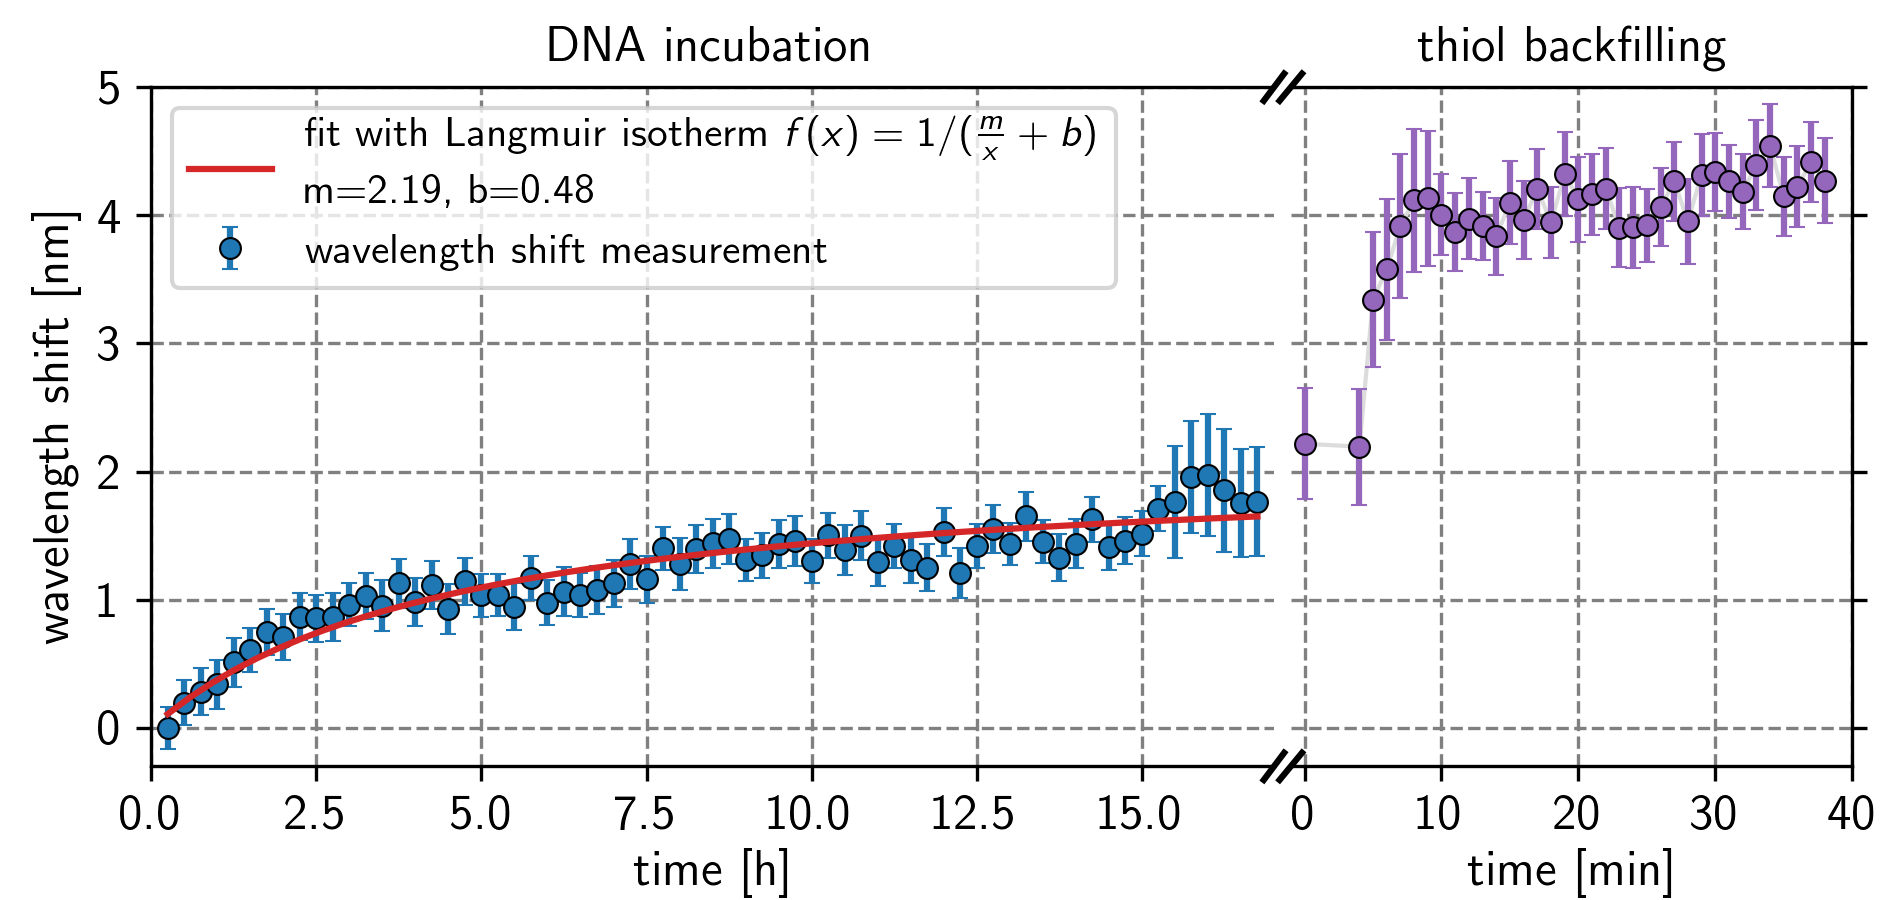 DNA incubation
thiol backfilling
fit with Langmuir isotherm f(x) = 1/(m/x + b)
m=2.19, b=0.48
wavelength shift measurement
wavelength shift [nm]
5
4
3
2
1
0
0.0 2.5 5.0 7.5 10.0 12.5 15.0
0 10 20 30 40
time [h]
time [min]